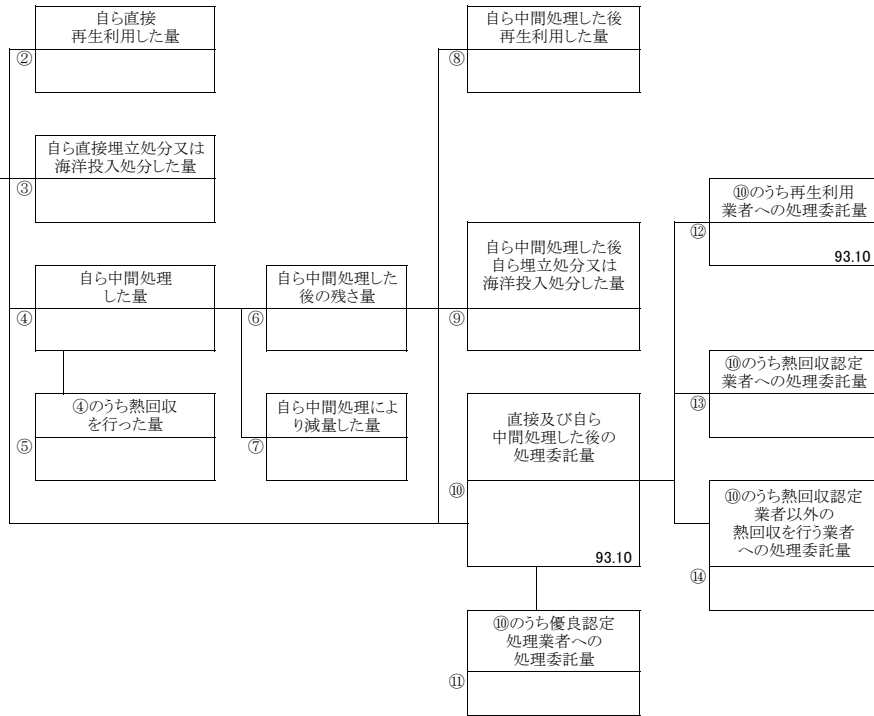 自ら直接
再生利用した量
②
自ら直接埋立処分又は
海洋投入処分した量
③
自ら中間処理
した量
④
④のうち熱回収
を行った量
⑤
自ら中間処理した
後の残さ量
⑥
自ら中間処理によ
り減量した量
⑦
自ら中間処理した後
再生利用した量
⑧
自ら中間処理した後
自ら埋立処分又は
海洋投入処分した量
⑨
直接及び自ら
中間処理した後の
処理委託量
⑩
93.10
⑩のうち優良認定
処理業者への
処理委託量
⑪
⑩のうち再生利用
業者への処理委託量
⑫
93.10
⑩のうち熱回収認定
業者への処理委託量
⑬
⑩のうち熱回収認定
業者以外の
熱回収を行う業者
への処理委託量
⑭